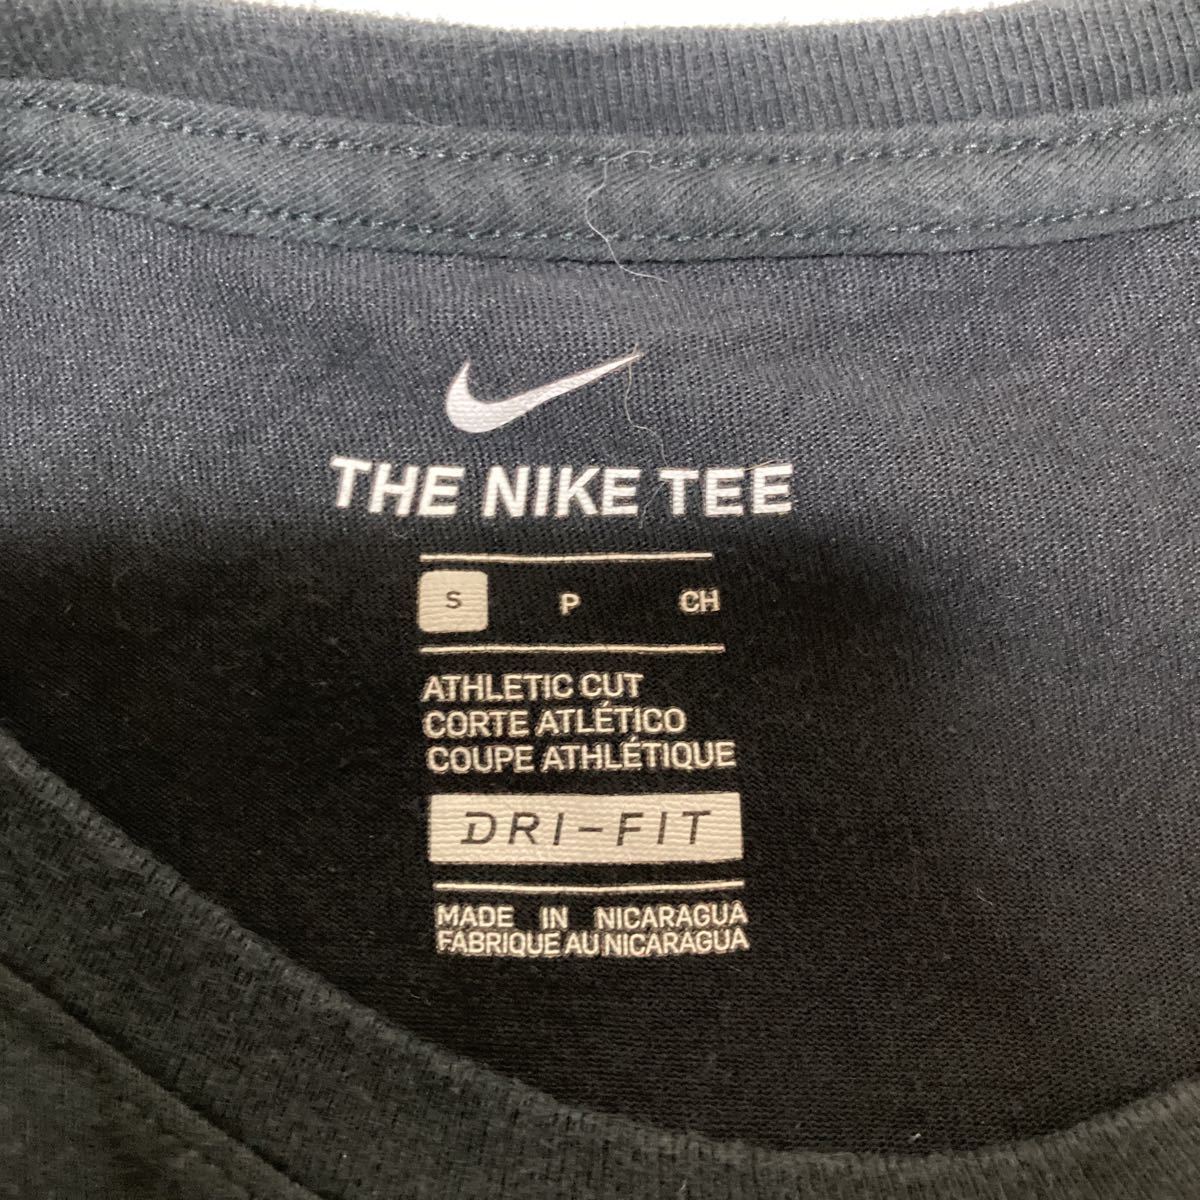 THE NIKE TEE
S P CH
ATHLETIC CUT
CORTE ATLÉTICO
COUPE ATHLÉTIQUE
DRI-FIT
MADE IN NICARAGUA
FABRIQUE AU NICARAGUA